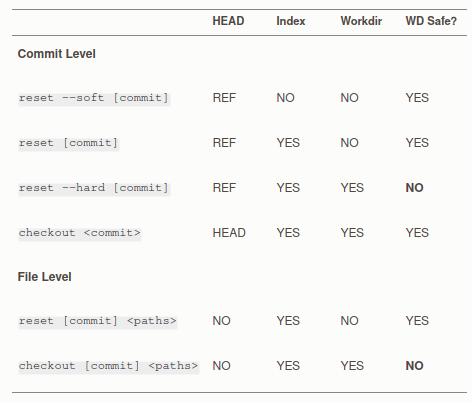 HEAD Index Workdir WD Safe?
Commit Level
reset --soft [commit] REF NO NO YES
reset [commit] REF YES NO YES
reset --hard [commit] REF YES YES NO
checkout <commit> HEAD YES YES YES
File Level
reset [commit] <paths> NO YES NO YES
checkout [commit] <paths> NO YES YES NO